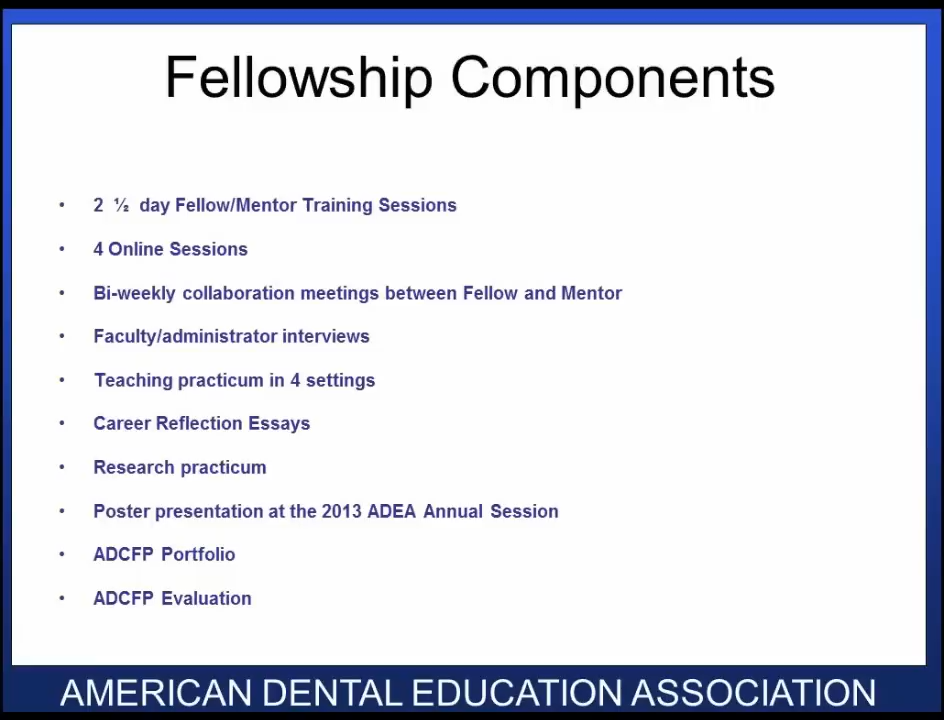 Fellowship Components
• 2 ½ day Fellow/Mentor Training Sessions
• 4 Online Sessions
• Bi-weekly collaboration meetings between Fellow and Mentor
• Faculty/administrator interviews
• Teaching practicum in 4 settings
• Career Reflection Essays
• Research practicum
• Poster presentation at the 2013 ADEA Annual Session
• ADCFP Portfolio
• ADCFP Evaluation
AMERICAN DENTAL EDUCATION ASSOCIATION